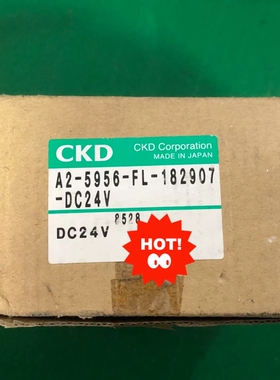 CKD
CKD Corporation
MADE IN JAPAN
A2-5956-FL-182907
-DC24V
8528
DC24V
HOT!